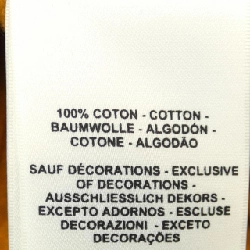 100% COTON - COTTON -
BAUMWOLLE - ALGODÓN -
COTONE - ALGODÃO
SAUF DÉCORATIONS - EXCLUSIVE
OF DECORATIONS -
AUSSCHLIESSLICH DEKORS -
EXCEPTO ADORNOS - ESCLUSE
DECORAZIONI - EXCETO
DECORAÇÕES